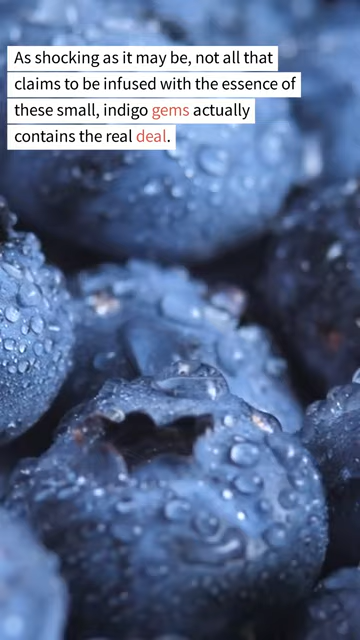 As shocking as it may be, not all that
claims to be infused with the essence of
these small, indigo gems actually
contains the real deal.